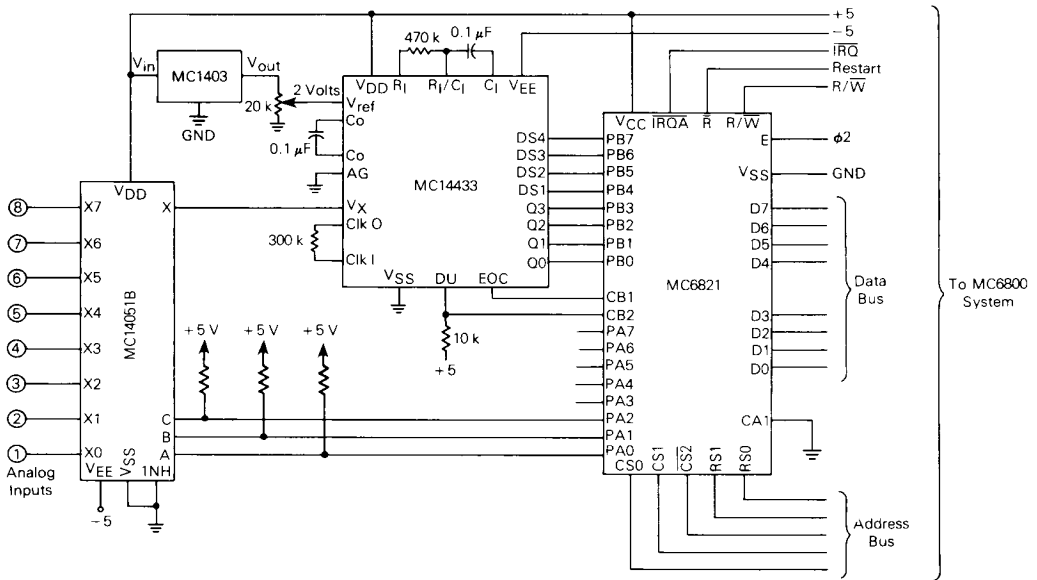 +5
-5
IRQ
Restart
R/W
470 k
0.1 μF
Vin
MC1403
Vout
GND
20 k
2 Volts
VDD
RI
RI/CI
CI
VEE
Vref
Co
0.1 μF
Co
AG
MC14433
VX
Clk O
Clk I
300 k
VSS
DU
EOC
DS4
DS3
DS2
DS1
Q3
Q2
Q1
Q0
10 k
+5
VCC
IRQA
R
R/W
PB7
PB6
PB5
PB4
PB3
PB2
PB1
PB0
CB1
CB2
PA7
PA6
PA5
PA4
PA3
PA2
PA1
PA0
MC6821
E
VSS
D7
D6
D5
D4
D3
D2
D1
D0
CA1
CS0
CS1
CS2
RS1
RS0
φ2
GND
Data
Bus
Address
Bus
To MC6800
System
VDD
8
7
6
5
4
3
2
1
Analog
Inputs
X7
X6
X5
X4
X3
X2
X1
X0
MC14051B
X
C
B
A
VEE
VSS
1NH
-5
+5 V
+5 V
+5 V